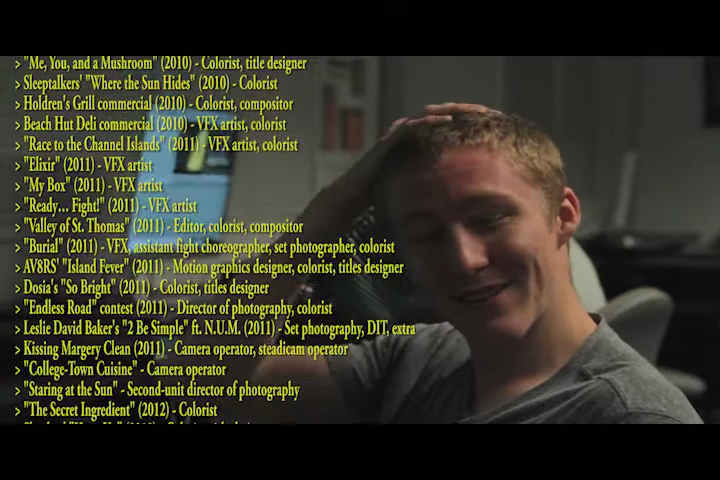 > "Me, You, and a Mushroom" (2010) - Colorist, title designer
> Sleeptalkers' "Where the Sun Hides" (2010) - Colorist
> Holdren's Grill commercial (2010) - Colorist, compositor
> Beach Hut Deli commercial (2010) - VFX artist, colorist
> "Race to the Channel Islands" (2011) - VFX artist, colorist
> "Elixir" (2011) - VFX artist
> "My Box" (2011) - VFX artist
> "Ready... Fight!" (2011) - VFX artist
> "Valley of St. Thomas" (2011) - Editor, colorist, compositor
> "Burial" (2011) - VFX, assistant fight choreographer, set photographer, colorist
> AV8RS' "Island Fever" (2011) - Motion graphics designer, colorist, titles designer
> Dosia's "So Bright" (2011) - Colorist, titles designer
> "Endless Road" contest (2011) - Director of photography, colorist
> Leslie David Baker's "2 Be Simple" ft. N.U.M. (2011) - Set photography, DIT, extra
> Kissing Margery Clean (2011) - Camera operator, steadicam operator
> "College-Town Cuisine" - Camera operator
> "Staring at the Sun" - Second-unit director of photography
> "The Secret Ingredient" (2012) - Colorist